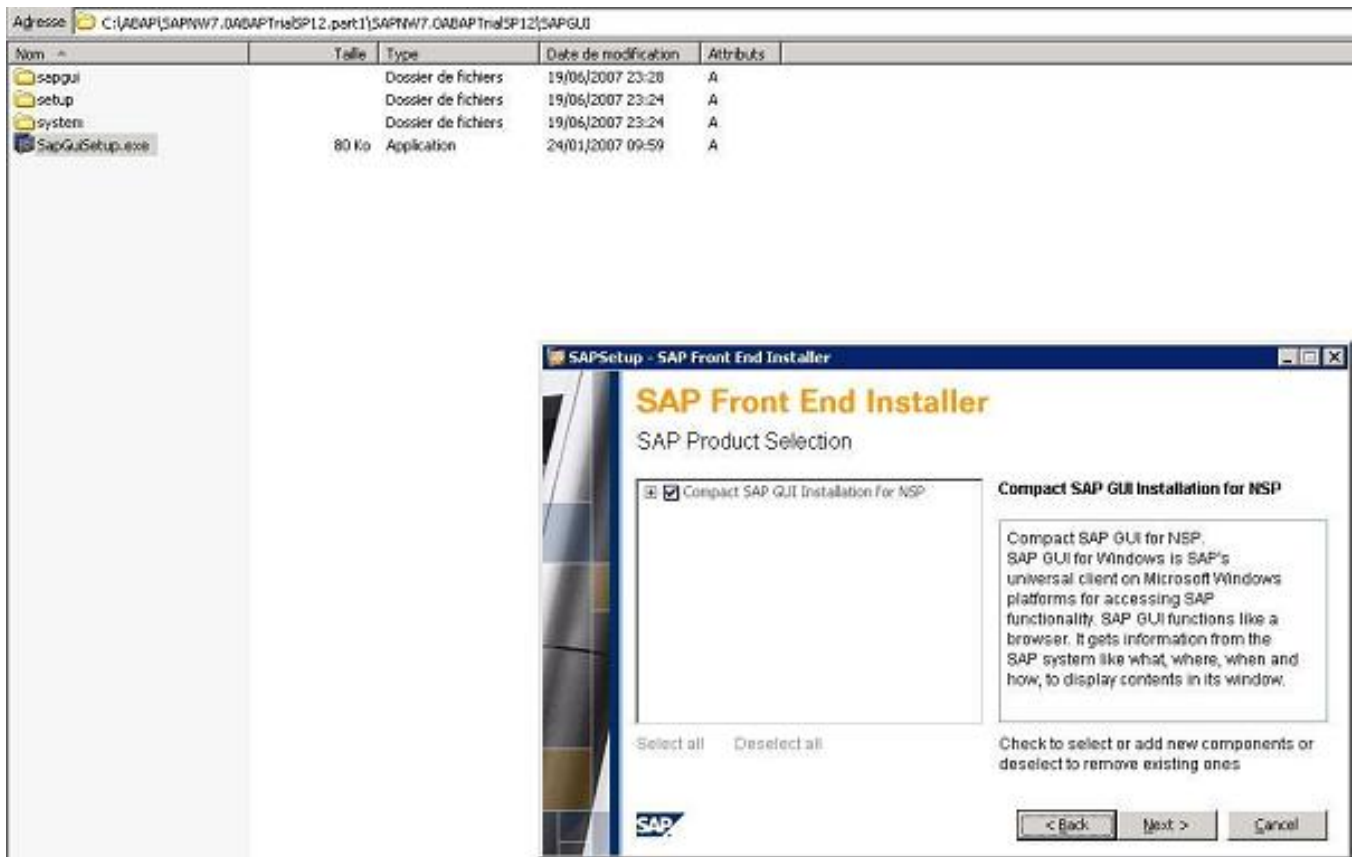 Adresse C:\ABAP\SAPNW7.0ABAPTrialSP12.part1\SAPNW7.0ABAPTrialSP12\SAPGUI
Nom Taille Type Date de modification Attributs
sapgui Dossier de fichiers 19/06/2007 23:28 A
setup Dossier de fichiers 19/06/2007 23:24 A
system Dossier de fichiers 19/06/2007 23:24 A
SapGuiSetup.exe 80 Ko Application 24/01/2007 09:59 A
SAPSetup - SAP Front End Installer
SAP Front End Installer
SAP Product Selection
Compact SAP GUI Installation for NSP
Compact SAP GUI Installation for NSP
Compact SAP GUI for NSP.
SAP GUI for Windows is SAP's
universal client on Microsoft Windows
platforms for accessing SAP
functionality. SAP GUI functions like a
browser. It gets information from the
SAP system like what, where, when and
how, to display contents in its window.
Select all Deselect all
Check to select or add new components or
deselect to remove existing ones
SAP
< Back Next > Cancel